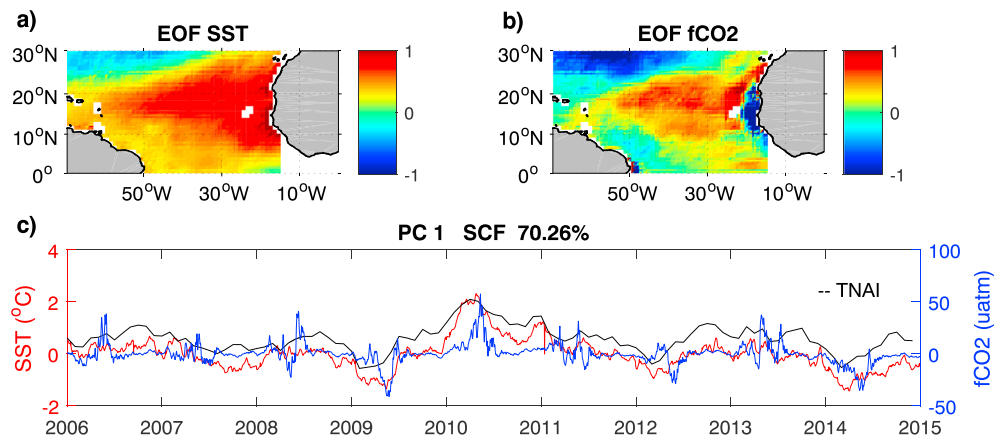 a) EOF SST
30°N
20°N
10°N
0°
50°W 30°W 10°W
1
0
-1
b) EOF fCO2
30°N
20°N
10°N
0°
50°W 30°W 10°W
1
0
-1
c) PC 1 SCF 70.26%
SST (°C)
4
2
0
-2
-- TNAI
100
50
0
-50
fCO2 (uatm)
2006 2007 2008 2009 2010 2011 2012 2013 2014 2015